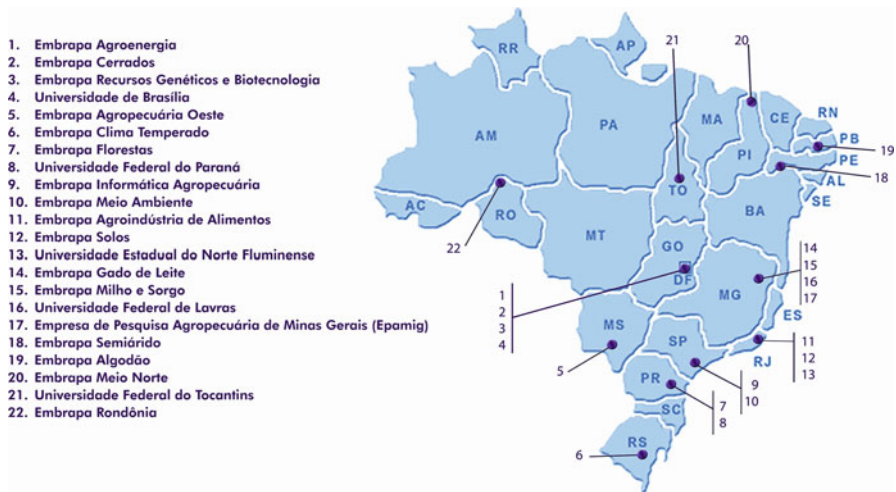 1. Embrapa Agroenergia
2. Embrapa Cerrados
3. Embrapa Recursos Genéticos e Biotecnologia
4. Universidade de Brasília
5. Embrapa Agropecuária Oeste
6. Embrapa Clima Temperado
7. Embrapa Florestas
8. Universidade Federal do Paraná
9. Embrapa Informática Agropecuária
10. Embrapa Meio Ambiente
11. Embrapa Agroindústria de Alimentos
12. Embrapa Solos
13. Universidade Estadual do Norte Fluminense
14. Embrapa Gado de Leite
15. Embrapa Milho e Sorgo
16. Universidade Federal de Lavras
17. Empresa de Pesquisa Agropecuária de Minas Gerais (Epamig)
18. Embrapa Semiárido
19. Embrapa Algodão
20. Embrapa Meio Norte
21. Universidade Federal do Tocantins
22. Embrapa Rondônia
RR
AP
21
20
AM
PA
MA
CE
RN
PB
19
PI
PE
18
TO
AL
SE
AC
RO
22
BA
MT
GO
DF
14
15
16
17
1
2
3
4
MG
ES
MS
SP
11
12
13
RJ
5
PR
9
10
7
8
SC
RS
6